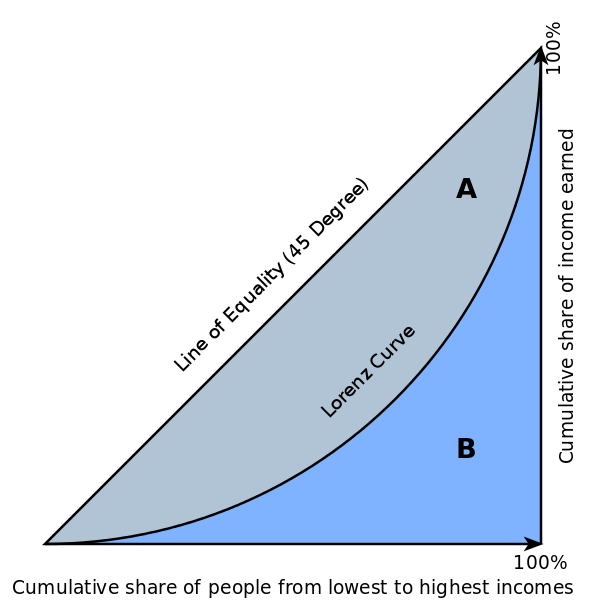 100%
Cumulative share of income earned
A
Line of Equality (45 Degree)
Lorenz Curve
B
100%
Cumulative share of people from lowest to highest incomes